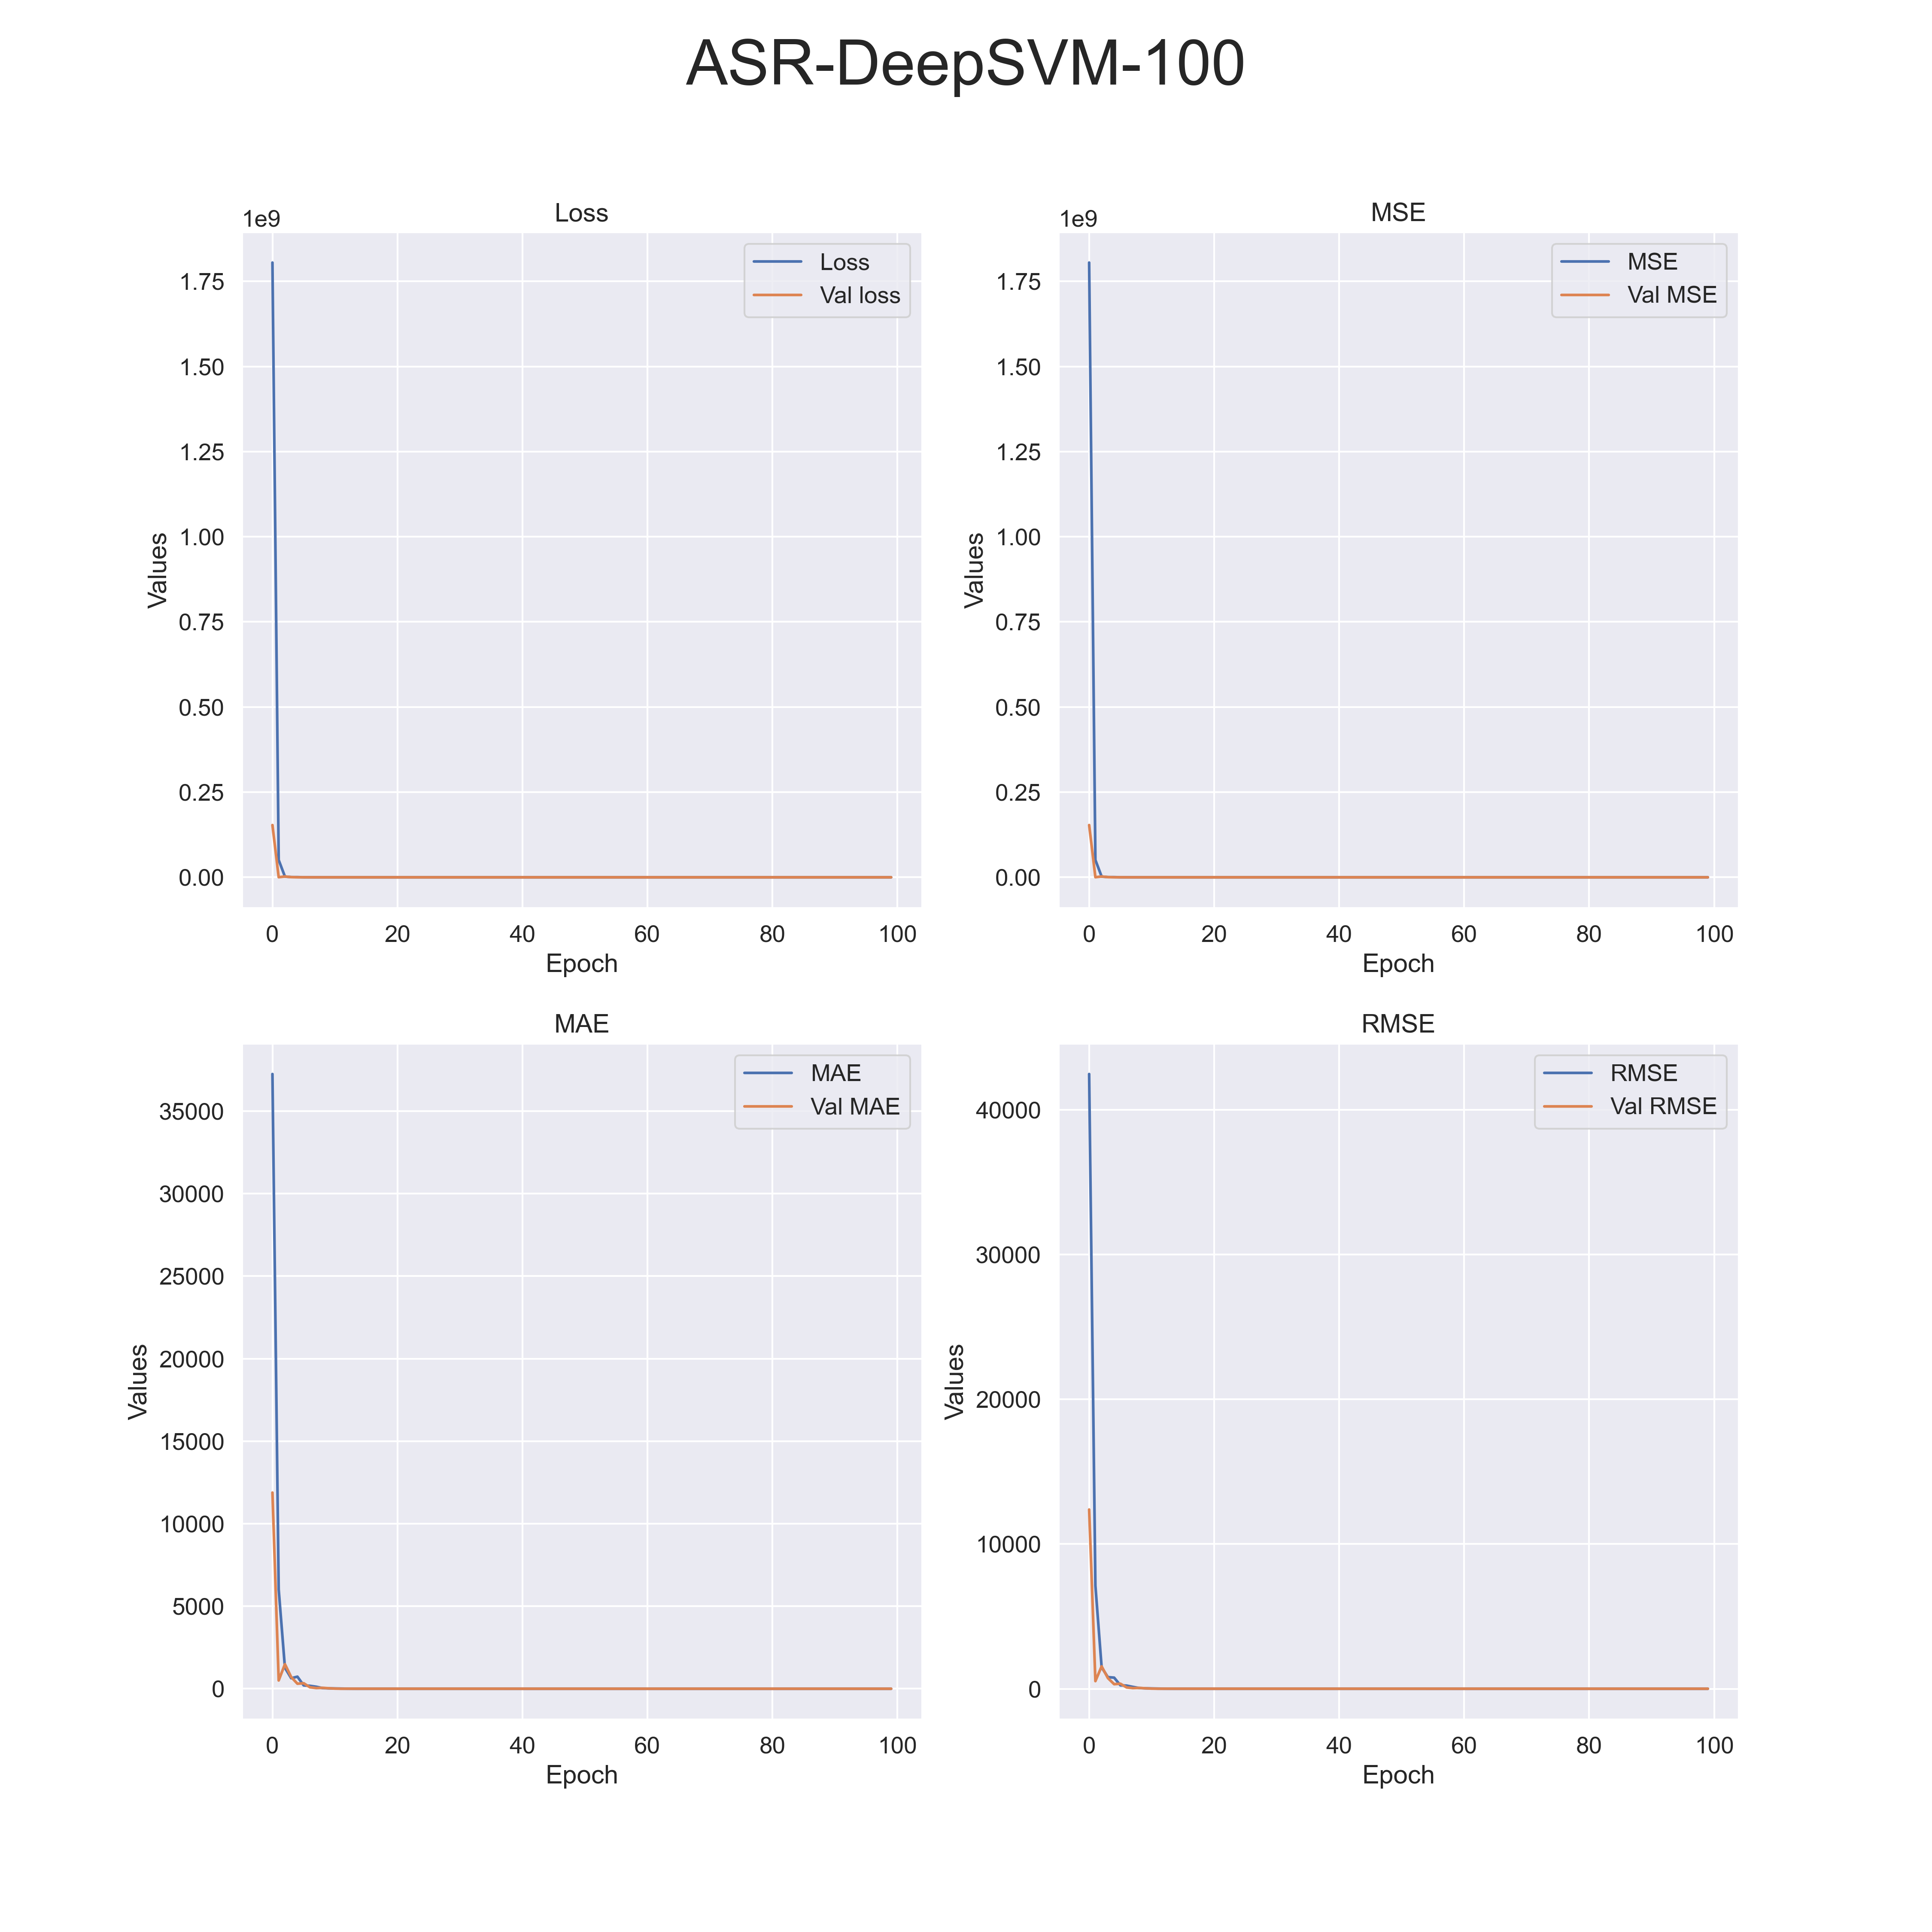 ASR-DeepSVM-100
Loss
1e9
Loss
Val loss
1.75
1.50
1.25
1.00
0.75
0.50
0.25
0.00
Values
0 20 40 60 80 100
Epoch
MSE
1e9
MSE
Val MSE
1.75
1.50
1.25
1.00
0.75
0.50
0.25
0.00
Values
0 20 40 60 80 100
Epoch
MAE
MAE
Val MAE
35000
30000
25000
20000
15000
10000
5000
0
Values
0 20 40 60 80 100
Epoch
RMSE
RMSE
Val RMSE
40000
30000
20000
10000
0
Values
0 20 40 60 80 100
Epoch